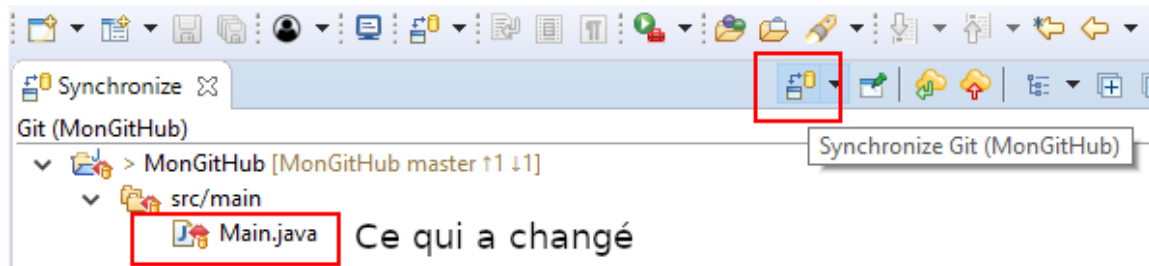 Synchronize
Git (MonGitHub)
Synchronize Git (MonGitHub)
> MonGitHub [MonGitHub master ↑1 ↓1]
src/main
Main.java
Ce qui a changé